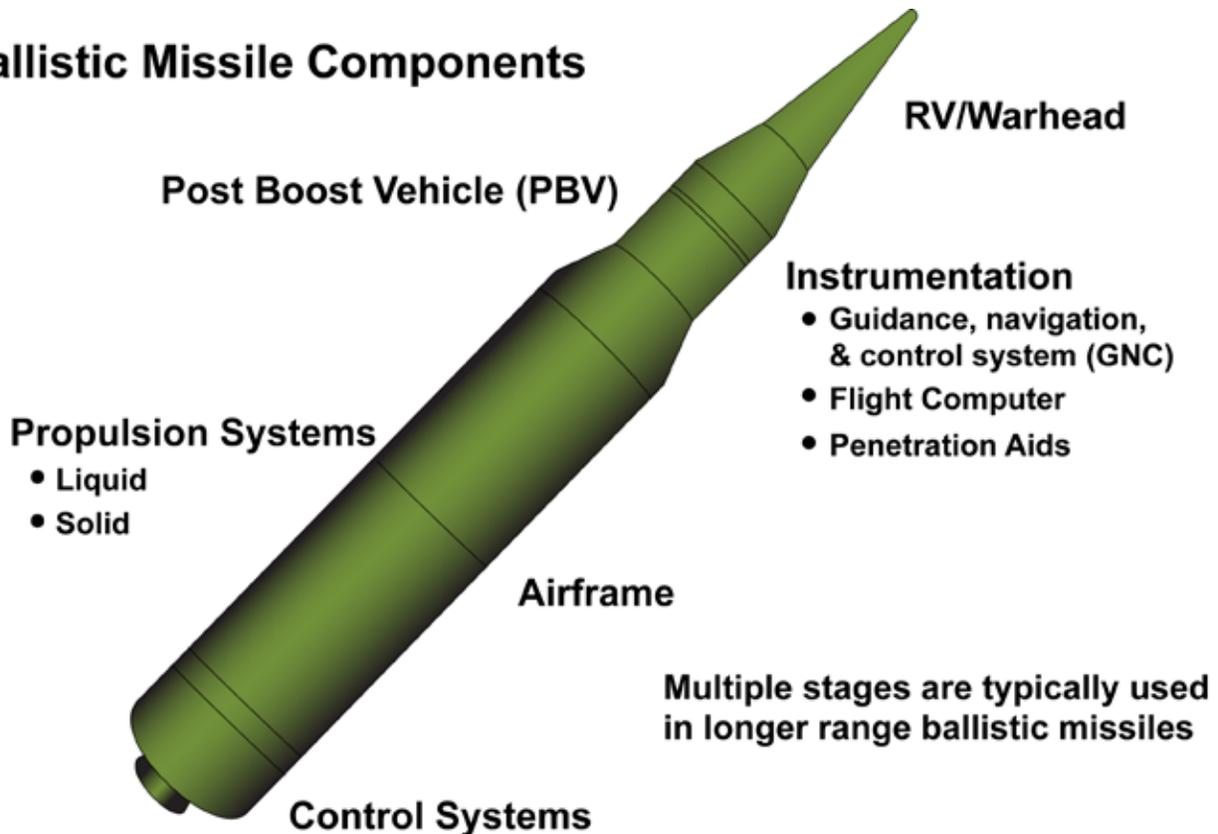 allistic Missile Components
RV/Warhead
Post Boost Vehicle (PBV)
Instrumentation
• Guidance, navigation,
& control system (GNC)
• Flight Computer
• Penetration Aids
Propulsion Systems
• Liquid
• Solid
Airframe
Multiple stages are typically used
in longer range ballistic missiles
Control Systems